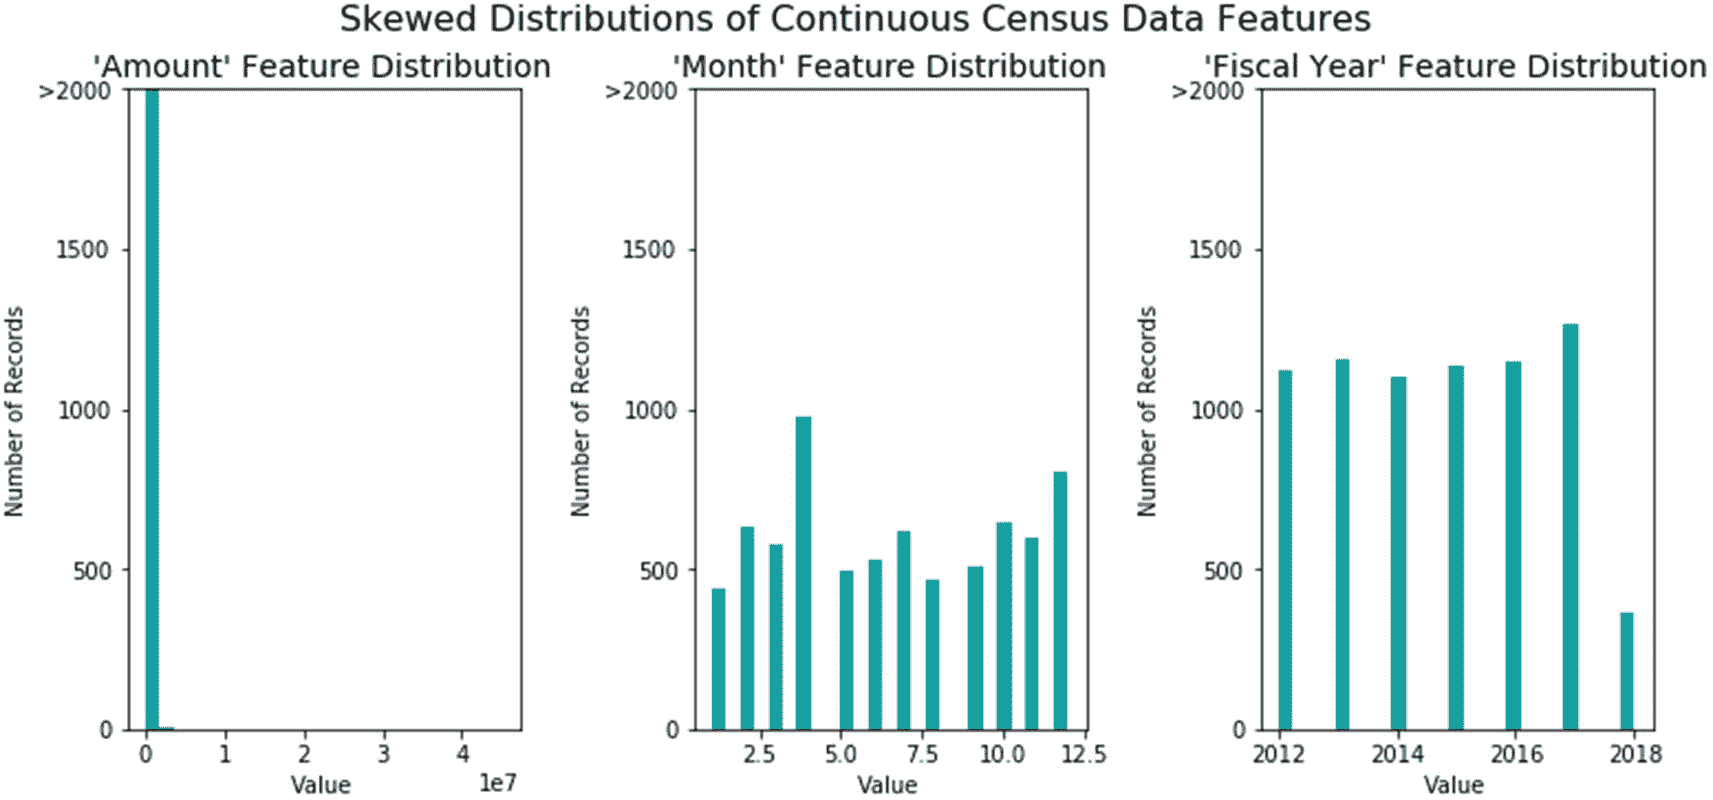 Skewed Distributions of Continuous Census Data Features
'Amount' Feature Distribution
>2000
1500
1000
500
0
Number of Records
0 1 2 3 4
1e7
Value
'Month' Feature Distribution
>2000
1500
1000
500
0
Number of Records
2.5 5.0 7.5 10.0 12.5
Value
'Fiscal Year' Feature Distribution
>2000
1500
1000
500
0
Number of Records
2012 2014 2016 2018
Value